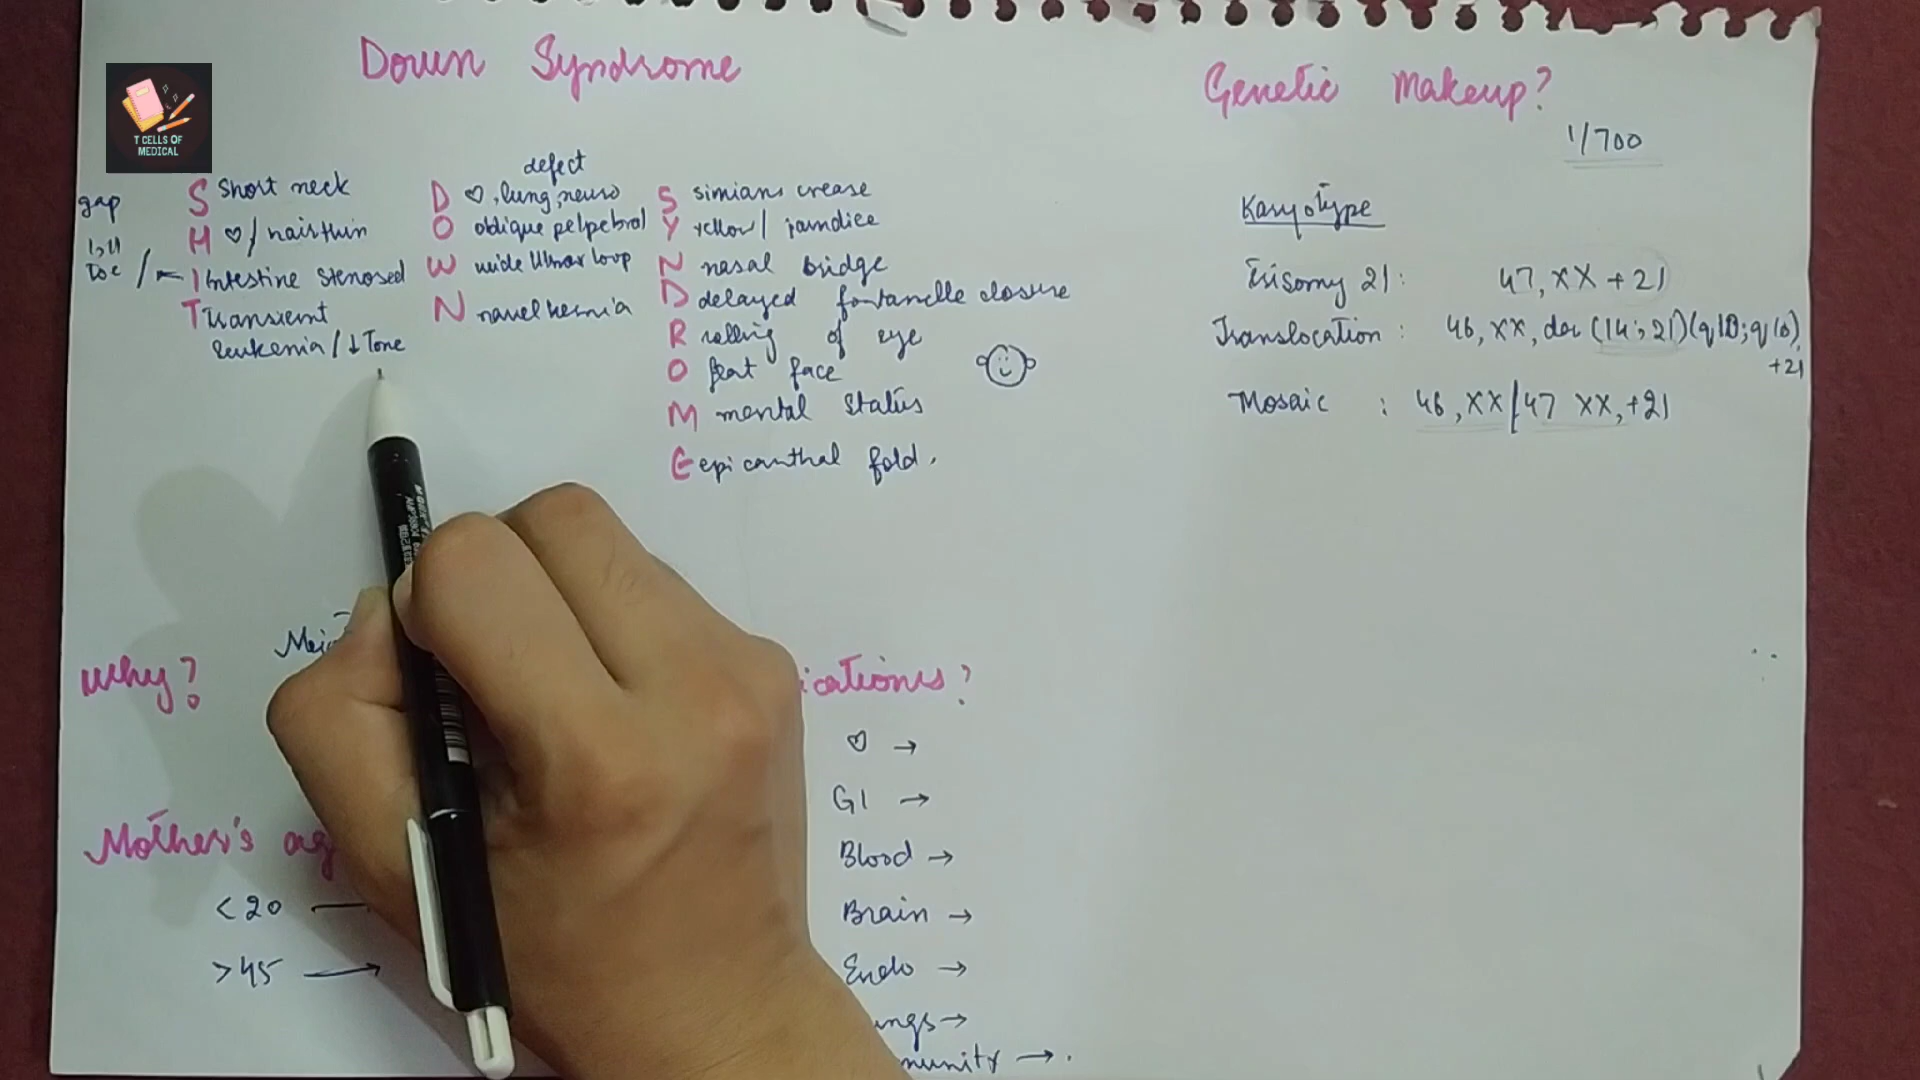 Down Syndrome
T CELLS OF
MEDICAL
gap
1, 11
toe /
S Short neck
H ♡/ hair thin
I Intestine Stenosed
Transient
leukemia / ↓ Tone
defect
D ♡, lung, neuro
O oblique pelpebral
W wide Ulnar loop
N navel hernia
S simians crease
Y yellow / jaundice
N nasal bridge
D delayed fontanelle closure
R rolling of eye
O flat face
M mental status
E epicanthal fold.
Genetic Makeup?
1/700
Karyotype
Trisomy 21: 47, XX +21
Translocation : 46, XX, der (14;21)(q10;q10),
+21
Mosaic : 46, XX / 47 XX, +21
Why?
Mother's
< 20
> 45 →
♡ →
GI →
Blood →
Brain →
Endo →